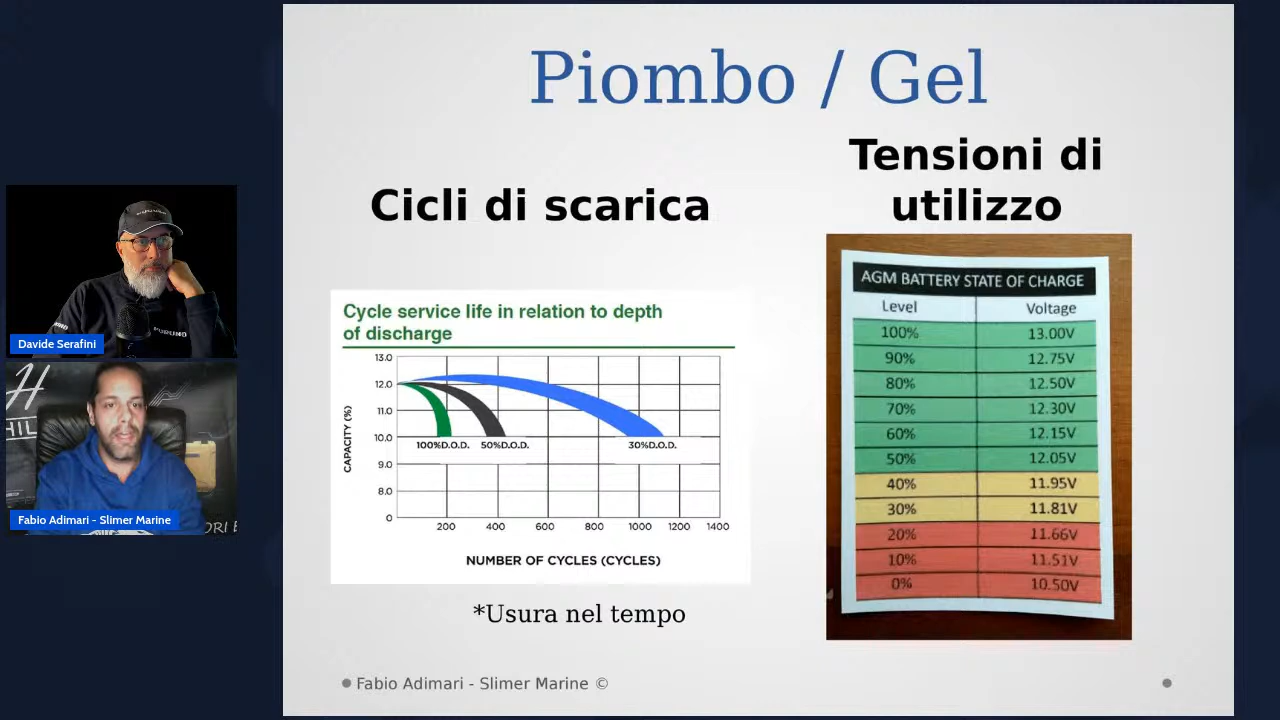 Piombo / Gel
Cicli di scarica
Tensioni di
utilizzo
Cycle service life in relation to depth
of discharge
CAPACITY (%)
13.0
12.0
11.0
10.0
9.0
8.0
0
100%D.O.D.
50%D.O.D.
30%D.O.D.
200 400 600 800 1000 1200 1400
NUMBER OF CYCLES (CYCLES)
*Usura nel tempo
AGM BATTERY STATE OF CHARGE
Level Voltage
100% 13.00V
90% 12.75V
80% 12.50V
70% 12.30V
60% 12.15V
50% 12.05V
40% 11.95V
30% 11.81V
20% 11.66V
10% 11.51V
0% 10.50V
Fabio Adimari - Slimer Marine ©
Davide Serafini
Fabio Adimari - Slimer Marine